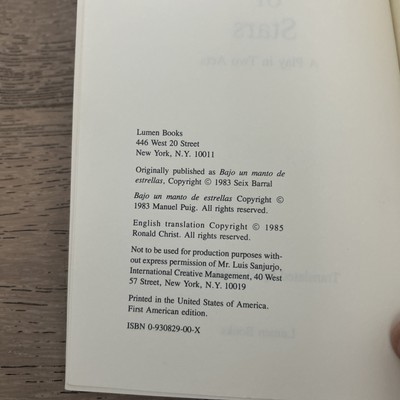 Lumen Books
446 West 20 Street
New York, N.Y. 10011
Originally published as Bajo un manto de
estrellas, Copyright © 1983 Seix Barral
Bajo un manto de estrellas Copyright ©
1983 Manuel Puig. All rights reserved.
English translation Copyright © 1985
Ronald Christ. All rights reserved.
Not to be used for production purposes with-
out express permission of Mr. Luis Sanjurjo,
International Creative Management, 40 West
57 Street, New York, N.Y. 10019
Printed in the United States of America.
First American edition.
ISBN 0-930829-00-X